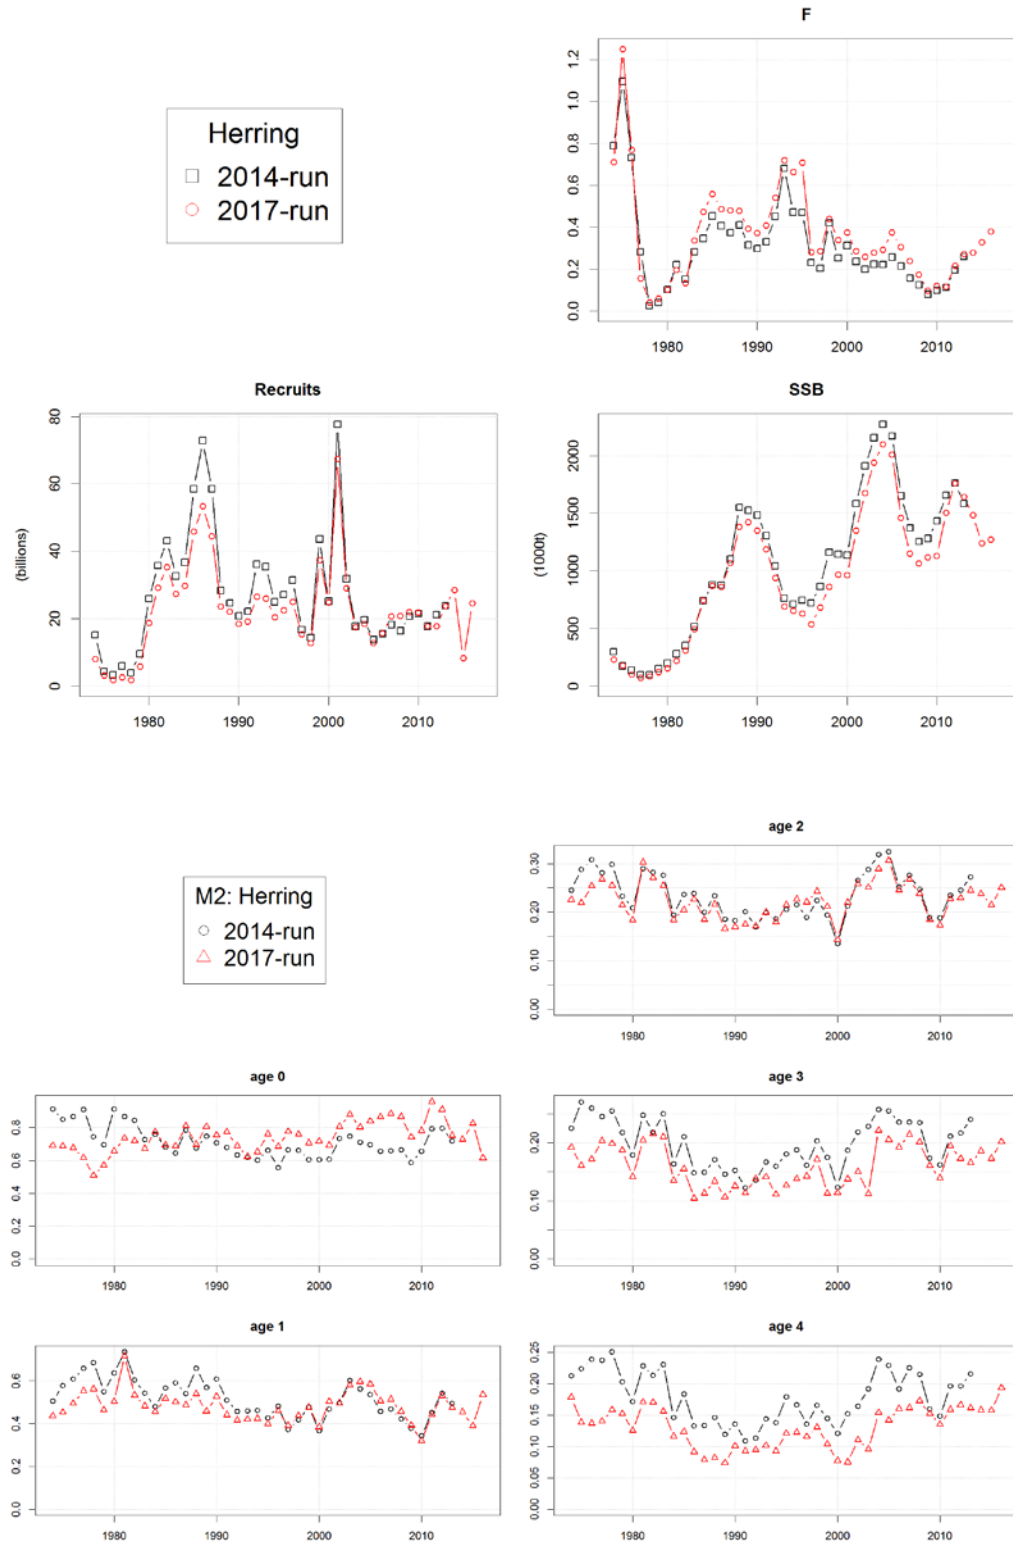 F
Herring
2014-run
2017-run
0.0 0.2 0.4 0.6 0.8 1.0 1.2
1980 1990 2000 2010
Recruits
(billions)
0 20 40 60 80
1980 1990 2000 2010
SSB
(1000t)
0 500 1000 1500 2000
1980 1990 2000 2010
M2: Herring
2014-run
2017-run
age 2
0.00 0.10 0.20 0.30
1980 1990 2000 2010
age 0
0.0 0.2 0.4 0.6 0.8
1980 1990 2000 2010
age 3
0.00 0.10 0.20
1980 1990 2000 2010
age 1
0.0 0.2 0.4 0.6
1980 1990 2000 2010
age 4
0.00 0.05 0.10 0.15 0.20 0.25
1980 1990 2000 2010